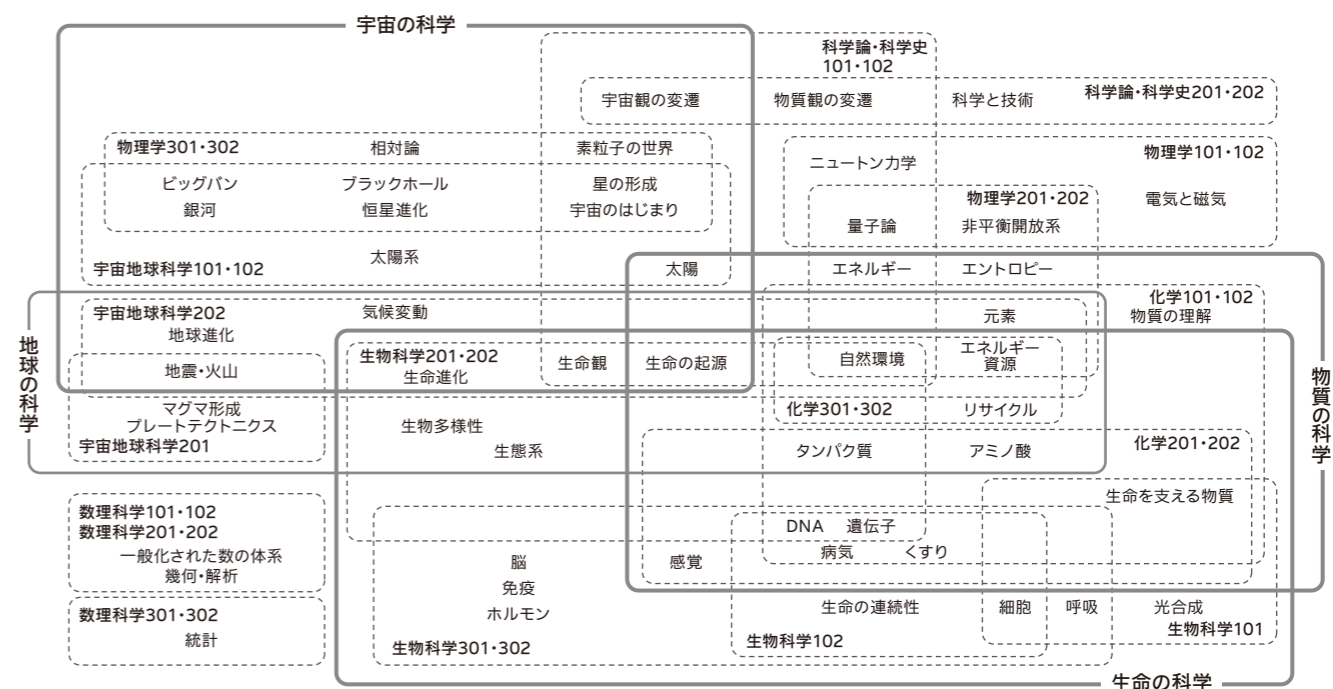 宇宙の科学
科学論・科学史
101・102
宇宙観の変遷
物質観の変遷
科学と技術
科学論・科学史201・202
物理学301・302
相対論
素粒子の世界
ニュートン力学
物理学101・102
ビッグバン
ブラックホール
星の形成
物理学201・202
電気と磁気
銀河
恒星進化
宇宙のはじまり
量子論
非平衡開放系
太陽系
宇宙地球科学101・102
太陽
エネルギー
エントロピー
化学101・102
宇宙地球科学202
気候変動
元素
物質の理解
地球進化
地球の科学
生物科学201・202
生命進化
生命観
生命の起源
自然環境
エネルギー
資源
地震・火山
物質の科学
マグマ形成
プレートテクトニクス
宇宙地球科学201
化学301・302
リサイクル
生物多様性
生態系
タンパク質
アミノ酸
化学201・202
生命を支える物質
数理科学101・102
数理科学201・202
一般化された数の体系
幾何・解析
DNA
遺伝子
病気
くすり
脳
感覚
免疫
ホルモン
数理科学301・302
統計
生命の連続性
細胞
呼吸
光合成
生物科学101
生物科学102
生物科学301・302
生命の科学